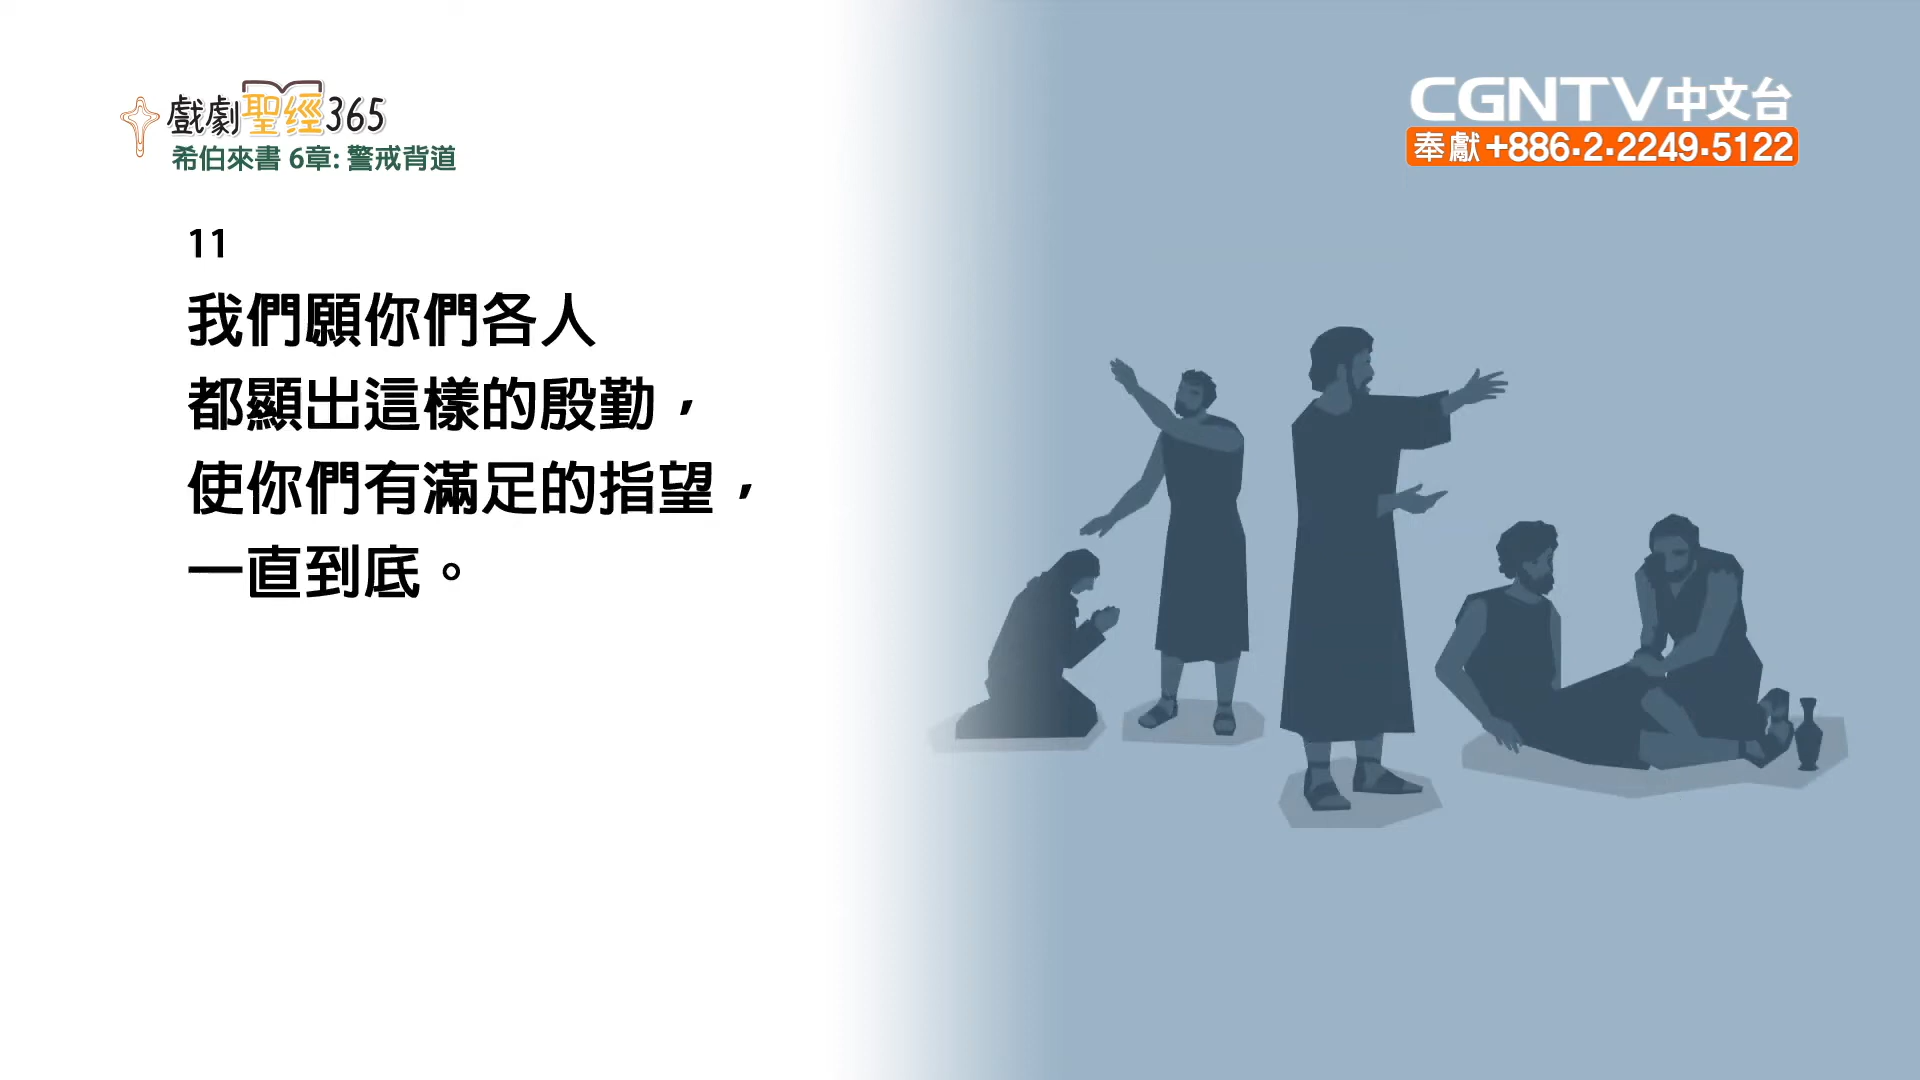 戲劇聖經365
希伯來書 6章: 警戒背道
CGNTV中文台
奉獻 +886·2·2249·5122
11
我們願你們各人
都顯出這樣的殷勤，
使你們有滿足的指望，
一直到底。